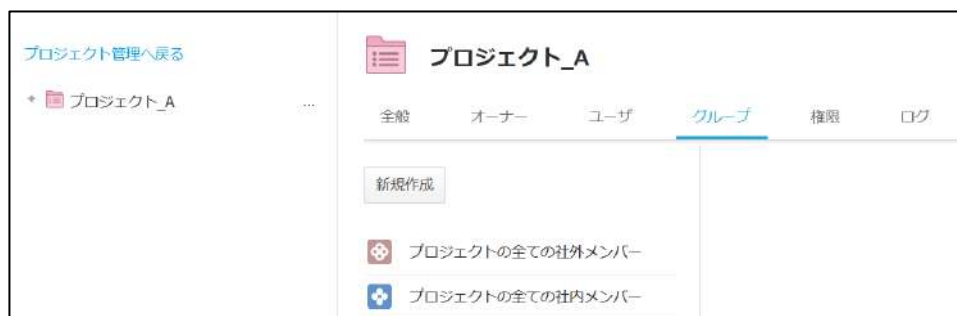 プロジェクト管理へ戻る
プロジェクト_A
...
プロジェクト_A
全般 オーナー ユーザ グループ 権限 ログ
新規作成
プロジェクトの全ての社外メンバー
プロジェクトの全ての社内メンバー